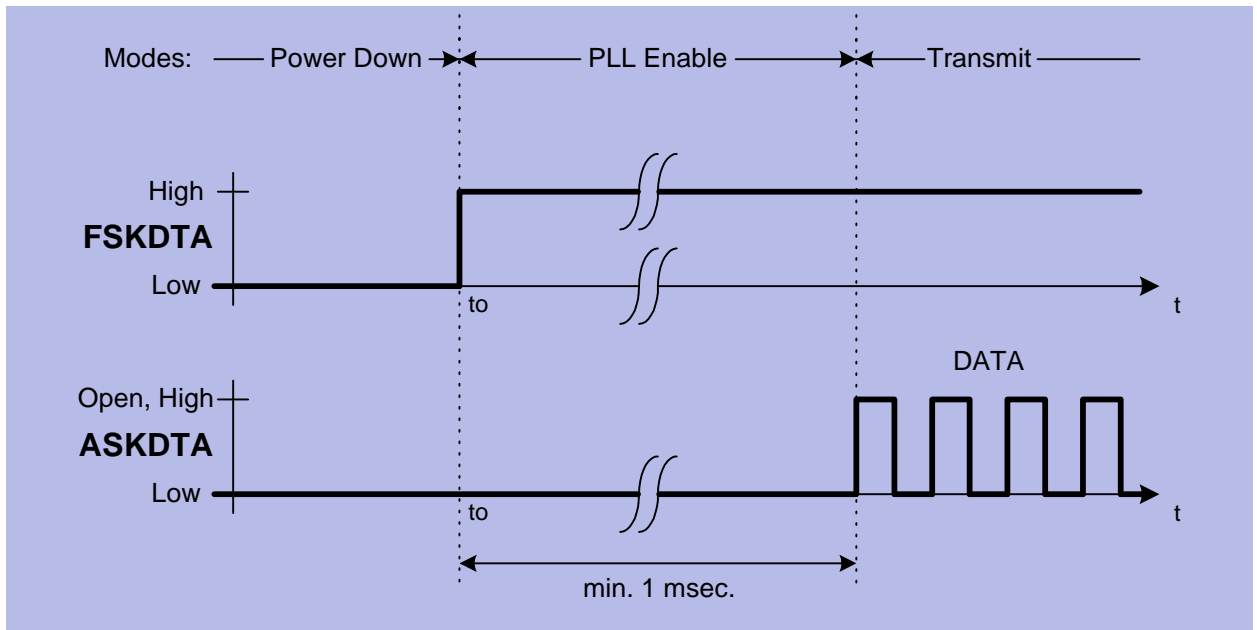 Modes: Power Down PLL Enable Transmit
High
FSKDTA
Low
to
t
DATA
Open, High
ASKDTA
Low
to
t
min. 1 msec.